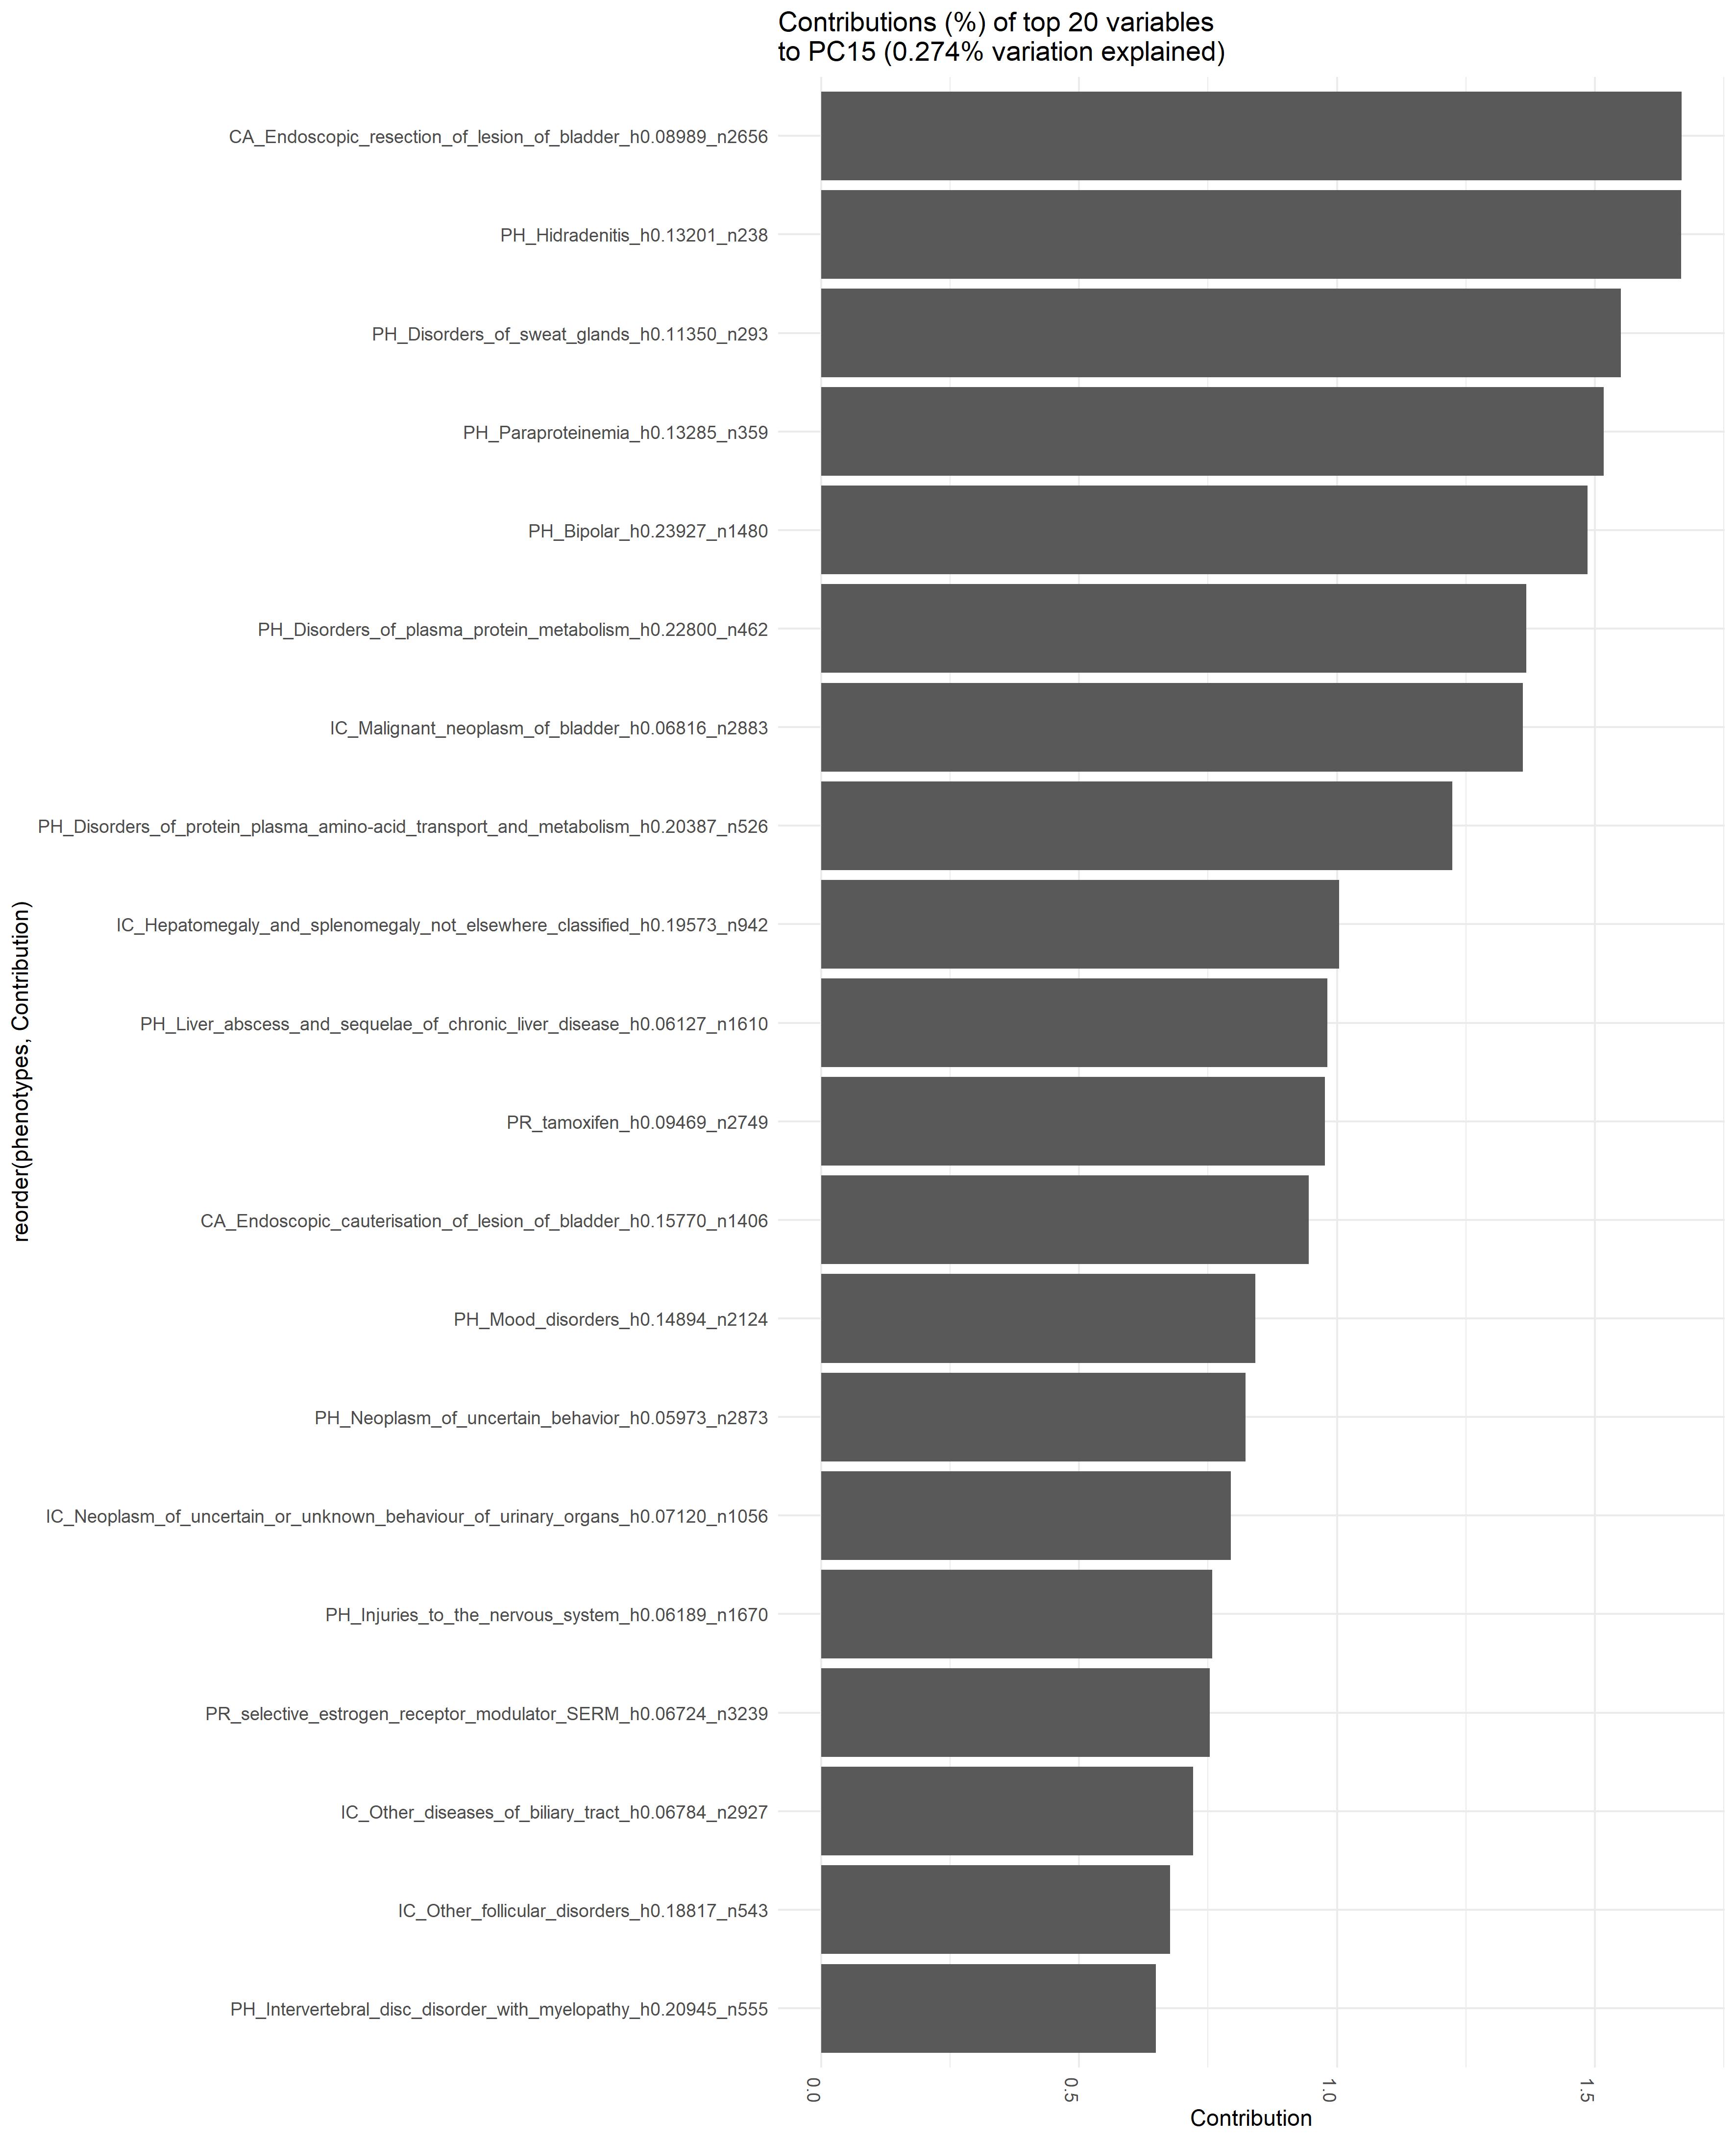 Contributions (%) of top 20 variables
to PC15 (0.274% variation explained)
CA_Endoscopic_resection_of_lesion_of_bladder_h0.08989_n2656
PH_Hidradenitis_h0.13201_n238
PH_Disorders_of_sweat_glands_h0.11350_n293
PH_Paraproteinemia_h0.13285_n359
PH_Bipolar_h0.23927_n1480
PH_Disorders_of_plasma_protein_metabolism_h0.22800_n462
IC_Malignant_neoplasm_of_bladder_h0.06816_n2883
PH_Disorders_of_protein_plasma_amino-acid_transport_and_metabolism_h0.20387_n526
IC_Hepatomegaly_and_splenomegaly_not_elsewhere_classified_h0.19573_n942
PH_Liver_abscess_and_sequelae_of_chronic_liver_disease_h0.06127_n1610
PR_tamoxifen_h0.09469_n2749
CA_Endoscopic_cauterisation_of_lesion_of_bladder_h0.15770_n1406
PH_Mood_disorders_h0.14894_n2124
PH_Neoplasm_of_uncertain_behavior_h0.05973_n2873
IC_Neoplasm_of_uncertain_or_unknown_behaviour_of_urinary_organs_h0.07120_n1056
PH_Injuries_to_the_nervous_system_h0.06189_n1670
PR_selective_estrogen_receptor_modulator_SERM_h0.06724_n3239
IC_Other_diseases_of_biliary_tract_h0.06784_n2927
IC_Other_follicular_disorders_h0.18817_n543
PH_Intervertebral_disc_disorder_with_myelopathy_h0.20945_n555
reorder(phenotypes, Contribution)
0.0
0.5
1.0
1.5
Contribution